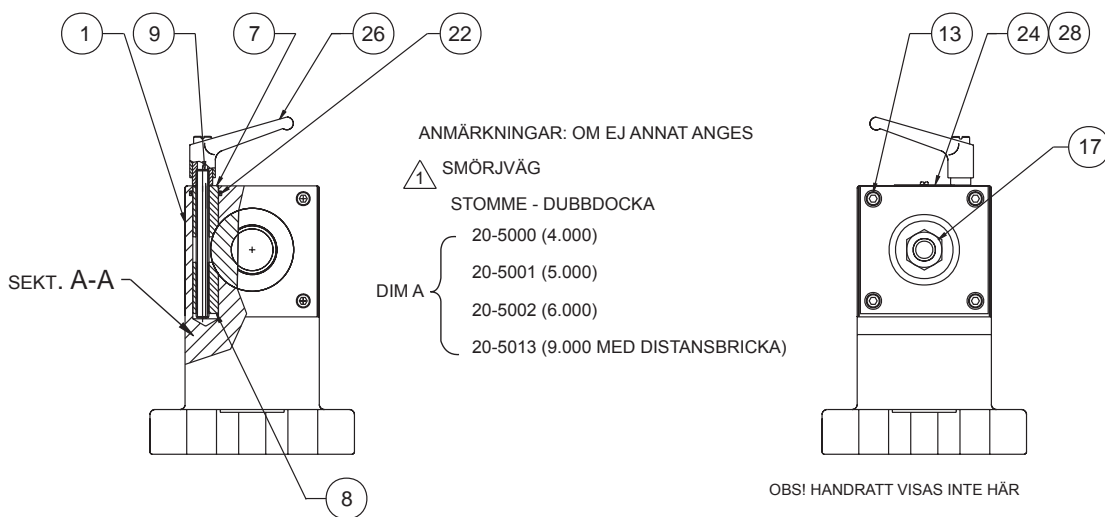 1
9
7
26
22
13
24
28
ANMÄRKNINGAR: OM EJ ANNAT ANGES
17
1
SMÖRJVÄG
STOMME - DUBBDOCKA
20-5000 (4.000)
SEKT. A-A
20-5001 (5.000)
DIM A
20-5002 (6.000)
20-5013 (9.000 MED DISTANSBRICKA)
8
OBS! HANDRATT VISAS INTE HÄR